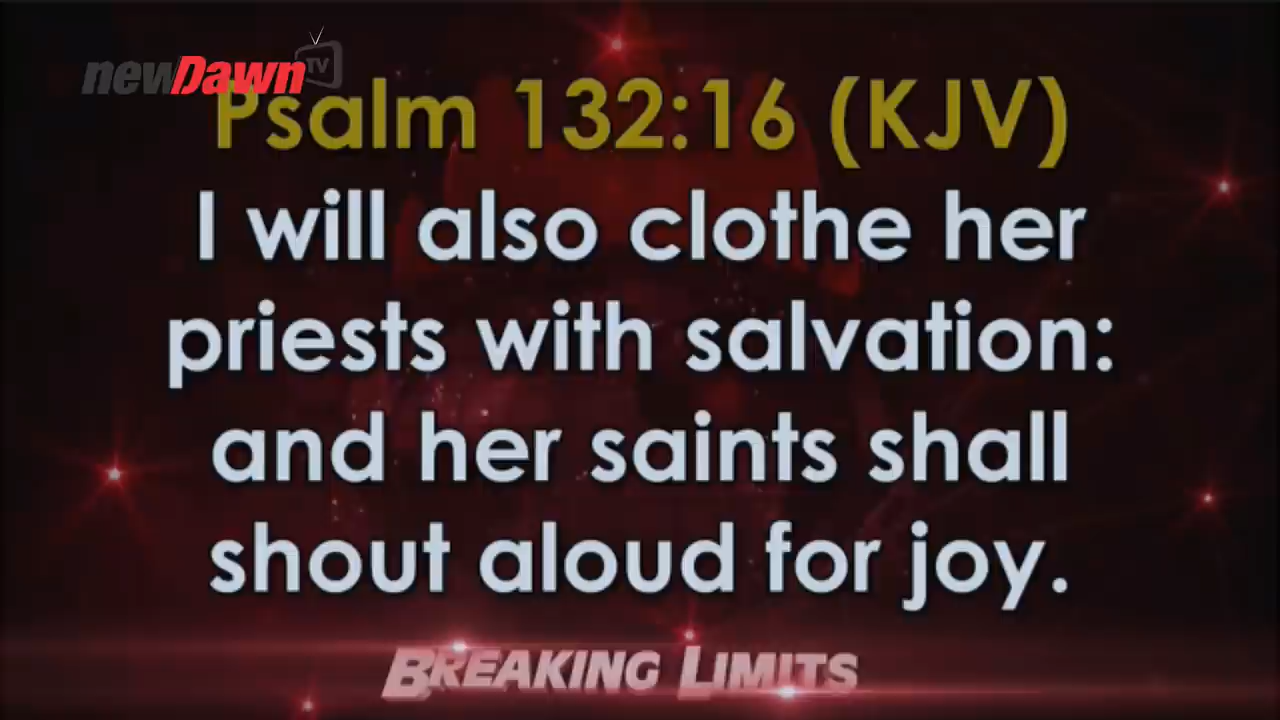 newDawn TV
Psalm 132:16 (KJV)
I will also clothe her
priests with salvation:
and her saints shall
shout aloud for joy.
BREAKING LIMITS